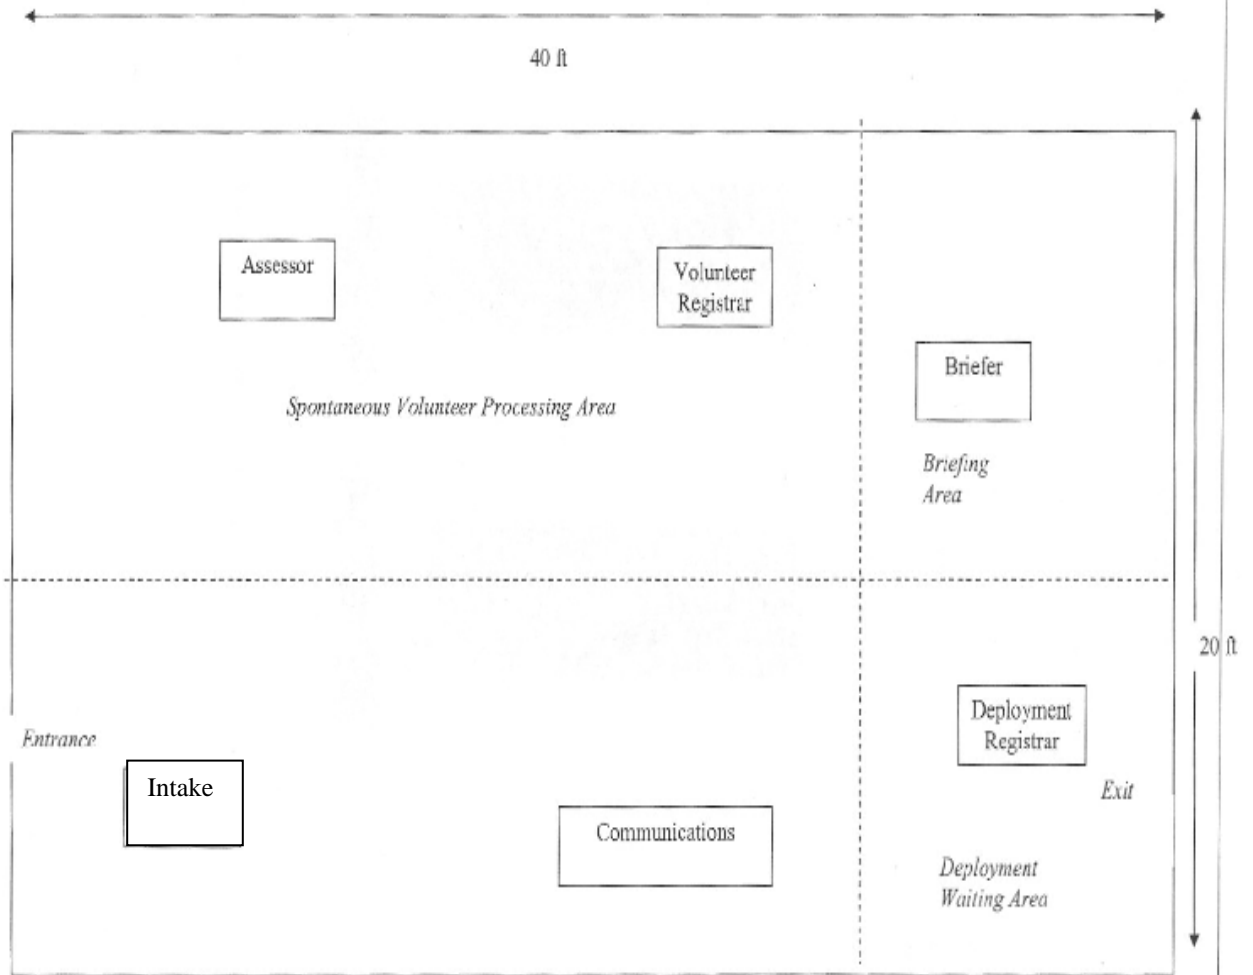 40 ft
Assessor
Volunteer
Registrar
Briefer
Spontaneous Volunteer Processing Area
Briefing
Area
20 ft
Deployment
Registrar
Entrance
Intake
Exit
Communications
Deployment
Waiting Area